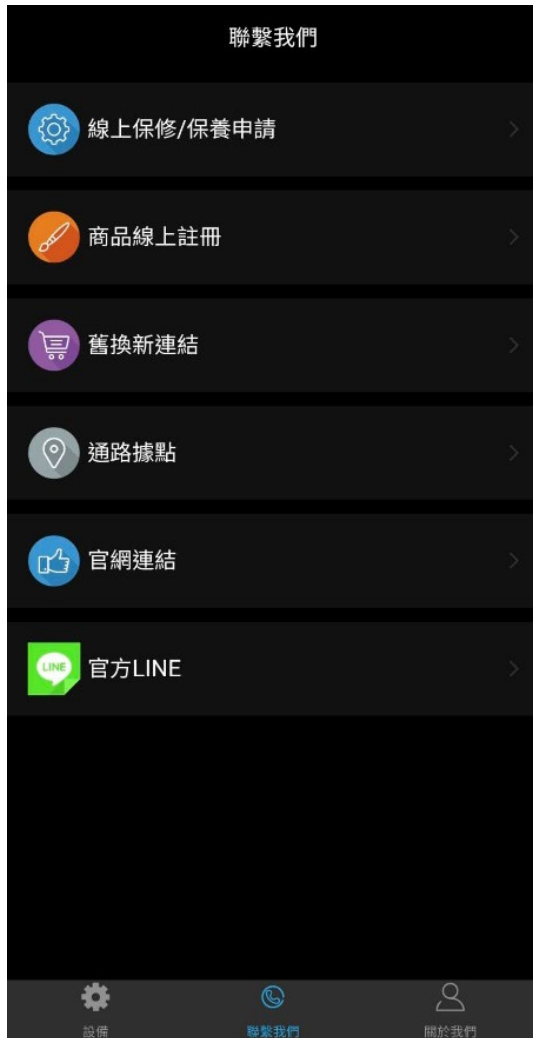 聯繫我們
線上保修/保養申請
商品線上註冊
舊換新連結
通路據點
官網連結
LINE
官方LINE
設備
聯繫我們
關於我們